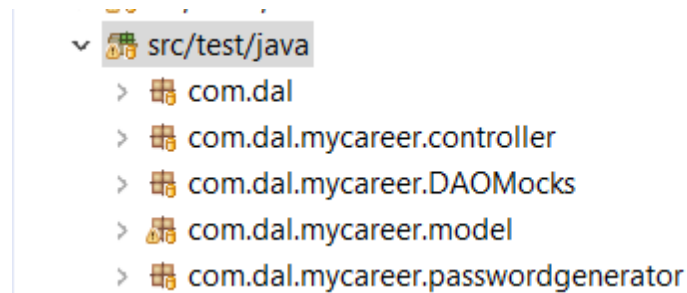 src/test/java
com.dal
com.dal.mycareer.controller
com.dal.mycareer.DAOMocks
com.dal.mycareer.model
com.dal.mycareer.passwordgenerator